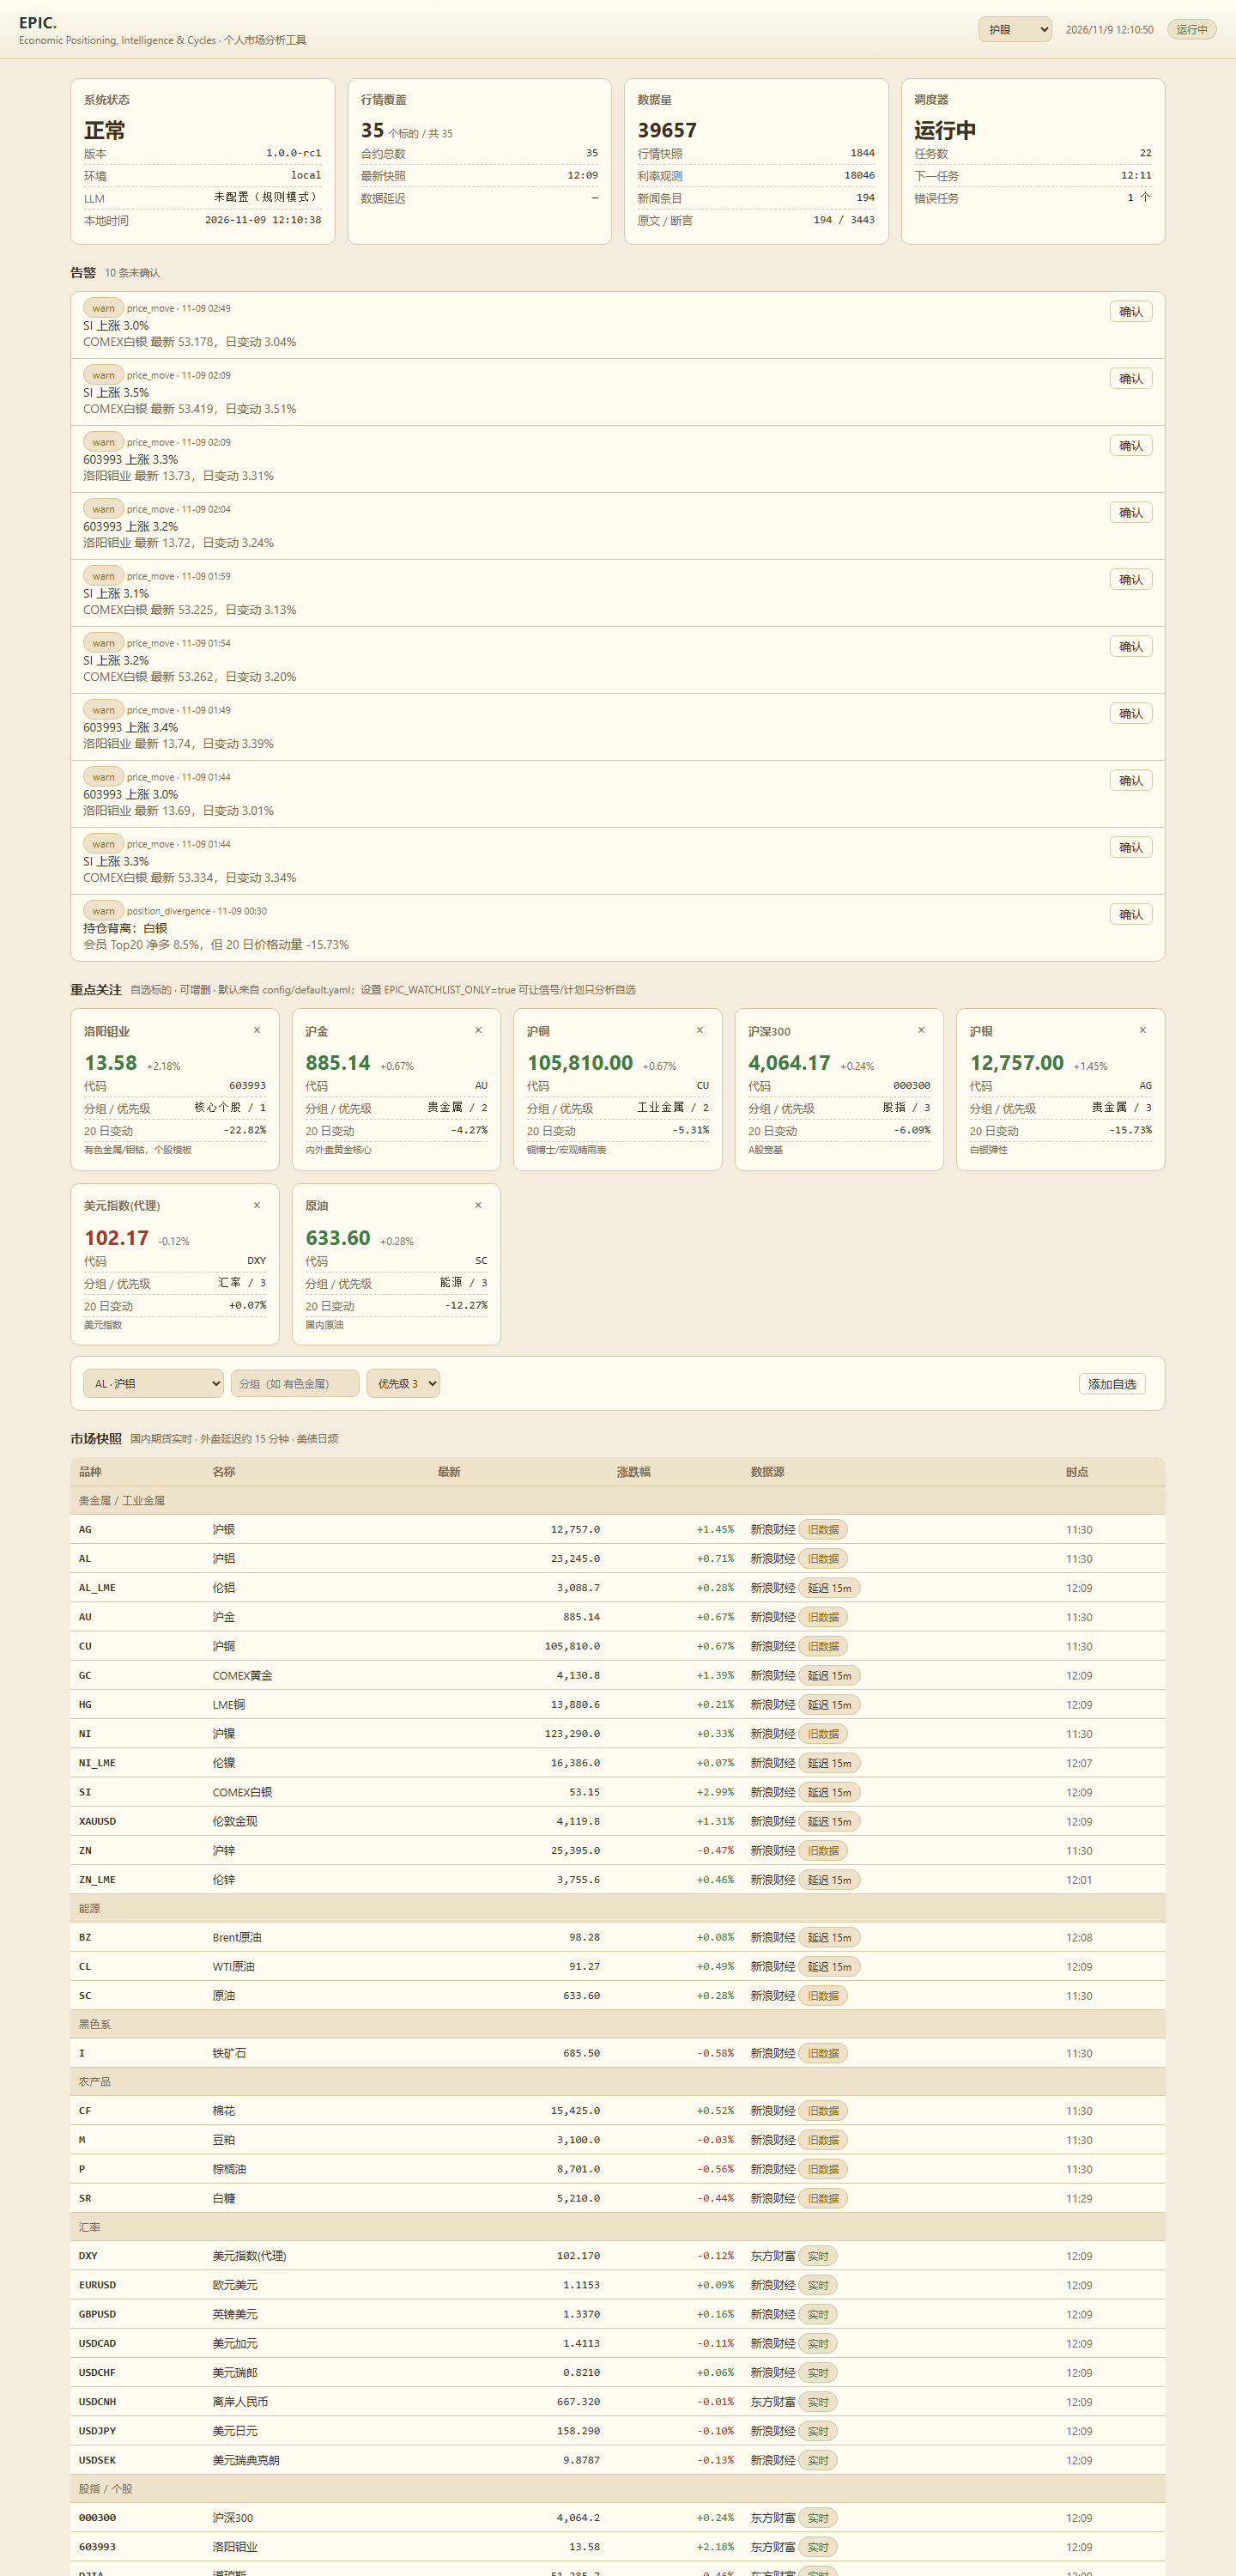 EPIC.
Economic Positioning, Intelligence & Cycles · 个人市场分析工具
护眼
2026/11/9 12:10:50
运行中
系统状态
正常
版本 1.0.0-rc1
环境 local
LLM 未配置（规则模式）
本地时间 2026-11-09 12:10:38
行情覆盖
35 个标的 / 共 35
合约总数 35
最新快照 12:09
数据延迟 —
数据量
39657
行情快照 1844
利率观测 18046
新闻条目 194
原文 / 断言 194 / 3443
调度器
运行中
任务数 22
下一任务 12:11
错误任务 1 个
告警 10 条未确认
warn price_move · 11-09 02:49 确认
SI 上涨 3.0%
COMEX白银 最新 53.178，日变动 3.04%
warn price_move · 11-09 02:09 确认
SI 上涨 3.5%
COMEX白银 最新 53.419，日变动 3.51%
warn price_move · 11-09 02:09 确认
603993 上涨 3.3%
洛阳钼业 最新 13.73，日变动 3.31%
warn price_move · 11-09 02:04 确认
603993 上涨 3.2%
洛阳钼业 最新 13.72，日变动 3.24%
warn price_move · 11-09 01:59 确认
SI 上涨 3.1%
COMEX白银 最新 53.225，日变动 3.13%
warn price_move · 11-09 01:54 确认
SI 上涨 3.2%
COMEX白银 最新 53.262，日变动 3.20%
warn price_move · 11-09 01:49 确认
603993 上涨 3.4%
洛阳钼业 最新 13.74，日变动 3.39%
warn price_move · 11-09 01:44 确认
603993 上涨 3.0%
洛阳钼业 最新 13.69，日变动 3.01%
warn price_move · 11-09 01:44 确认
SI 上涨 3.3%
COMEX白银 最新 53.334，日变动 3.34%
warn position_divergence · 11-09 00:30 确认
持仓背离：白银
会员 Top20 净多 8.5%，但 20 日价格动量 -15.73%
重点关注 自选标的 · 可增删 · 默认来自 config/default.yaml；设置 EPIC_WATCHLIST_ONLY=true 可让信号/计划只分析自选
洛阳钼业 ×
13.58 +2.18%
代码 603993
分组 / 优先级 核心个股 / 1
20 日变动 -22.82%
有色金属/钼钴，个股模板
沪金 ×
885.14 +0.67%
代码 AU
分组 / 优先级 贵金属 / 2
20 日变动 -4.27%
内外盘黄金核心
沪铜 ×
105,810.00 +0.67%
代码 CU
分组 / 优先级 工业金属 / 2
20 日变动 -5.31%
铜博士/宏观晴雨表
沪深300 ×
4,064.17 +0.24%
代码 000300
分组 / 优先级 股指 / 3
20 日变动 -6.09%
A股宽基
沪银 ×
12,757.00 +1.45%
代码 AG
分组 / 优先级 贵金属 / 3
20 日变动 -15.73%
白银弹性
美元指数(代理) ×
102.17 -0.12%
代码 DXY
分组 / 优先级 汇率 / 3
20 日变动 +0.07%
美元指数
原油 ×
633.60 +0.28%
代码 SC
分组 / 优先级 能源 / 3
20 日变动 -12.27%
国内原油
AL · 沪铝 分组（如 有色金属） 优先级 3 添加自选
市场快照 国内期货实时 · 外盘延迟约 15 分钟 · 美债日频
品种 名称 最新 涨跌幅 数据源 时点
贵金属 / 工业金属
AG 沪银 12,757.0 +1.45% 新浪财经 旧数据 11:30
AL 沪铝 23,245.0 +0.71% 新浪财经 旧数据 11:30
AL_LME 伦铝 3,088.7 +0.28% 新浪财经 延迟 15m 12:09
AU 沪金 885.14 +0.67% 新浪财经 旧数据 11:30
CU 沪铜 105,810.0 +0.67% 新浪财经 旧数据 11:30
GC COMEX黄金 4,130.8 +1.39% 新浪财经 延迟 15m 12:09
HG LME铜 13,880.6 +0.21% 新浪财经 延迟 15m 12:09
NI 沪镍 123,290.0 +0.33% 新浪财经 旧数据 11:30
NI_LME 伦镍 16,386.0 +0.07% 新浪财经 延迟 15m 12:07
SI COMEX白银 53.15 +2.99% 新浪财经 延迟 15m 12:09
XAUUSD 伦敦金现 4,119.8 +1.31% 新浪财经 延迟 15m 12:09
ZN 沪锌 25,395.0 -0.47% 新浪财经 旧数据 11:30
ZN_LME 伦锌 3,755.6 +0.46% 新浪财经 延迟 15m 12:01
能源
BZ Brent原油 98.28 +0.08% 新浪财经 延迟 15m 12:08
CL WTI原油 91.27 +0.49% 新浪财经 延迟 15m 12:09
SC 原油 633.60 +0.28% 新浪财经 旧数据 11:30
黑色系
I 铁矿石 685.50 -0.58% 新浪财经 旧数据 11:30
农产品
CF 棉花 15,425.0 +0.52% 新浪财经 旧数据 11:30
M 豆粕 3,100.0 -0.03% 新浪财经 旧数据 11:30
P 棕榈油 8,701.0 -0.56% 新浪财经 旧数据 11:30
SR 白糖 5,210.0 -0.44% 新浪财经 旧数据 11:29
汇率
DXY 美元指数(代理) 102.170 -0.12% 东方财富 实时 12:09
EURUSD 欧元美元 1.1153 +0.09% 新浪财经 实时 12:09
GBPUSD 英镑美元 1.3370 +0.16% 新浪财经 实时 12:09
USDCAD 美元加元 1.4113 -0.11% 新浪财经 实时 12:09
USDCHF 美元瑞郎 0.8210 +0.06% 新浪财经 实时 12:09
USDCNH 离岸人民币 667.320 -0.01% 东方财富 实时 12:09
USDJPY 美元日元 158.290 -0.10% 新浪财经 实时 12:09
USDSEK 美元瑞典克朗 9.8787 -0.13% 新浪财经 实时 12:09
股指 / 个股
000300 沪深300 4,064.2 +0.24% 东方财富 实时 12:09
603993 洛阳钼业 13.58 +2.18% 东方财富 实时 12:09